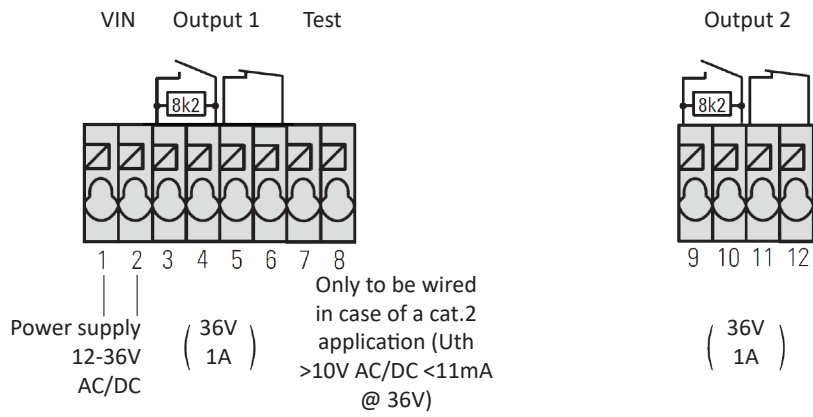 VIN Output 1 Test Output 2
8k2 8k2
1 2 3 4 5 6 7 8 9 10 11 12
Power supply
12-36V
AC/DC
36V
1A
Only to be wired
in case of a cat.2
application (Uth
>10V AC/DC <11mA
@ 36V)
36V
1A